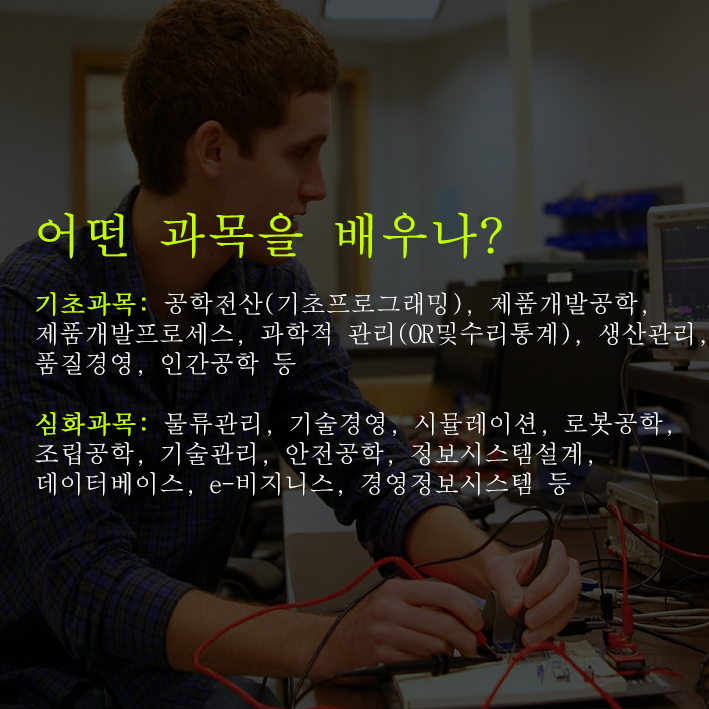 어떤 과목을 배우나?
기초과목: 공학전산(기초프로그래밍), 제품개발공학,
제품개발프로세스, 과학적 관리(OR및수리통계), 생산관리,
품질경영, 인간공학 등
심화과목: 물류관리, 기술경영, 시뮬레이션, 로봇공학,
조립공학, 기술관리, 안전공학, 정보시스템설계,
데이터베이스, e-비지니스, 경영정보시스템 등